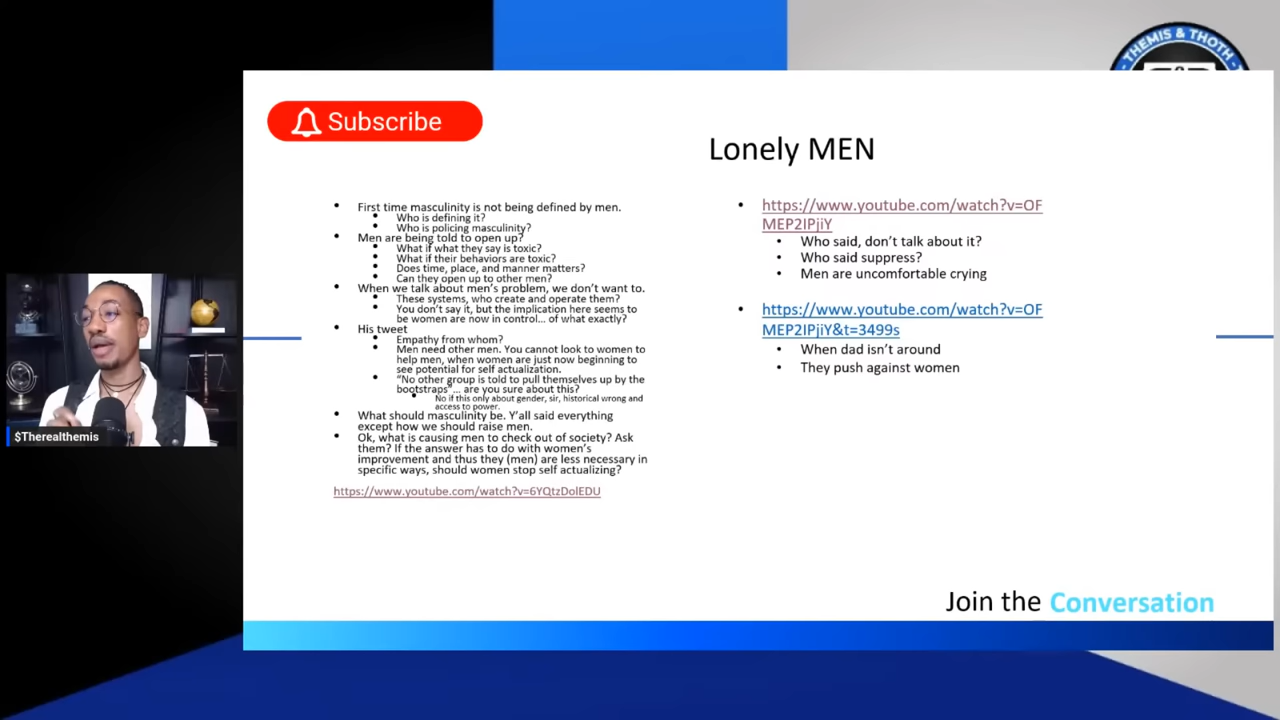 THEMIS & THOTH
Subscribe
Lonely MEN
• First time masculinity is not being defined by men.
• Who is defining it?
• Who is policing masculinity?
• Men are being told to open up?
• What if what they say is toxic?
• What if their behaviors are toxic?
• Does time, place, and manner matters?
• Can they open up to other men?
• When we talk about men's problem, we don't want to.
• These systems, who create and operate them?
• You don't say it, but the implication here seems to
be women are now in control... of what exactly?
• His tweet
• Empathy from whom?
• Men need other men. You cannot look to women to
help men, when women are just now beginning to
see potential for self actualization.
• “No other group is told to pull themselves up by the
bootstraps”... are you sure about this?
• No if this only about gender, sir, historical wrong and
access to power.
• What should masculinity be. Y'all said everything
except how we should raise men.
• Ok, what is causing men to check out of society? Ask
them? If the answer has to do with women's
improvement and thus they (men) are less necessary in
specific ways, should women stop self actualizing?
https://www.youtube.com/watch?v=6YQtzDolEDU
• https://www.youtube.com/watch?v=OF
MEP2IPjiY
• Who said, don't talk about it?
• Who said suppress?
• Men are uncomfortable crying
• https://www.youtube.com/watch?v=OF
MEP2IPjiY&t=3499s
• When dad isn't around
• They push against women
$Therealthemis
Join the Conversation